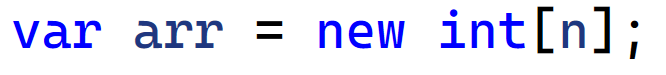 var arr = new int[n];